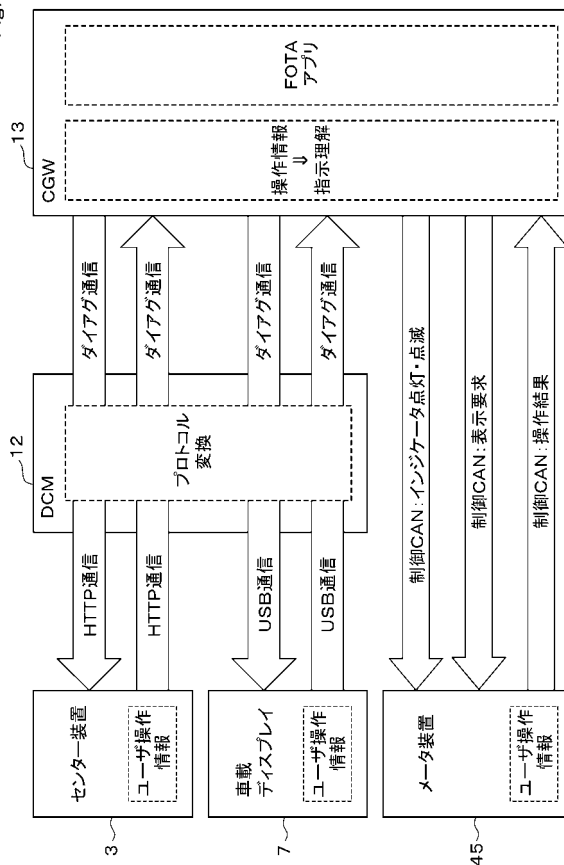 Fig.
13
CGW
FOTA
アプリ
操作情報
⇓
指示理解
ダイアグ通信
ダイアグ通信
ダイアグ通信
ダイアグ通信
12
DCM
プロトコル
変換
HTTP通信
HTTP通信
USB通信
USB通信
制御CAN：インジケータ点灯・点滅
制御CAN：表示要求
制御CAN：操作結果
センター装置
ユーザ操作
情報
3
車載
ディスプレイ
ユーザ操作
情報
7
メータ装置
ユーザ操作
情報
45